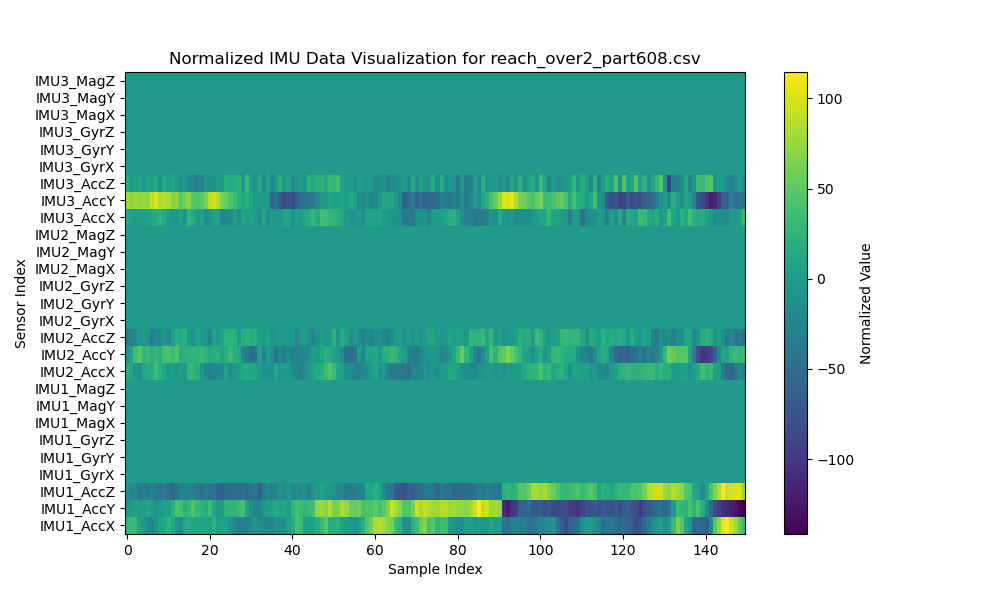 Normalized IMU Data Visualization for reach_over2_part608.csv
Sensor Index
IMU3_MagZ
IMU3_MagY
IMU3_MagX
IMU3_GyrZ
IMU3_GyrY
IMU3_GyrX
IMU3_AccZ
IMU3_AccY
IMU3_AccX
IMU2_MagZ
IMU2_MagY
IMU2_MagX
IMU2_GyrZ
IMU2_GyrY
IMU2_GyrX
IMU2_AccZ
IMU2_AccY
IMU2_AccX
IMU1_MagZ
IMU1_MagY
IMU1_MagX
IMU1_GyrZ
IMU1_GyrY
IMU1_GyrX
IMU1_AccZ
IMU1_AccY
IMU1_AccX
0 20 40 60 80 100 120 140
Sample Index
100
50
0
−50
−100
Normalized Value